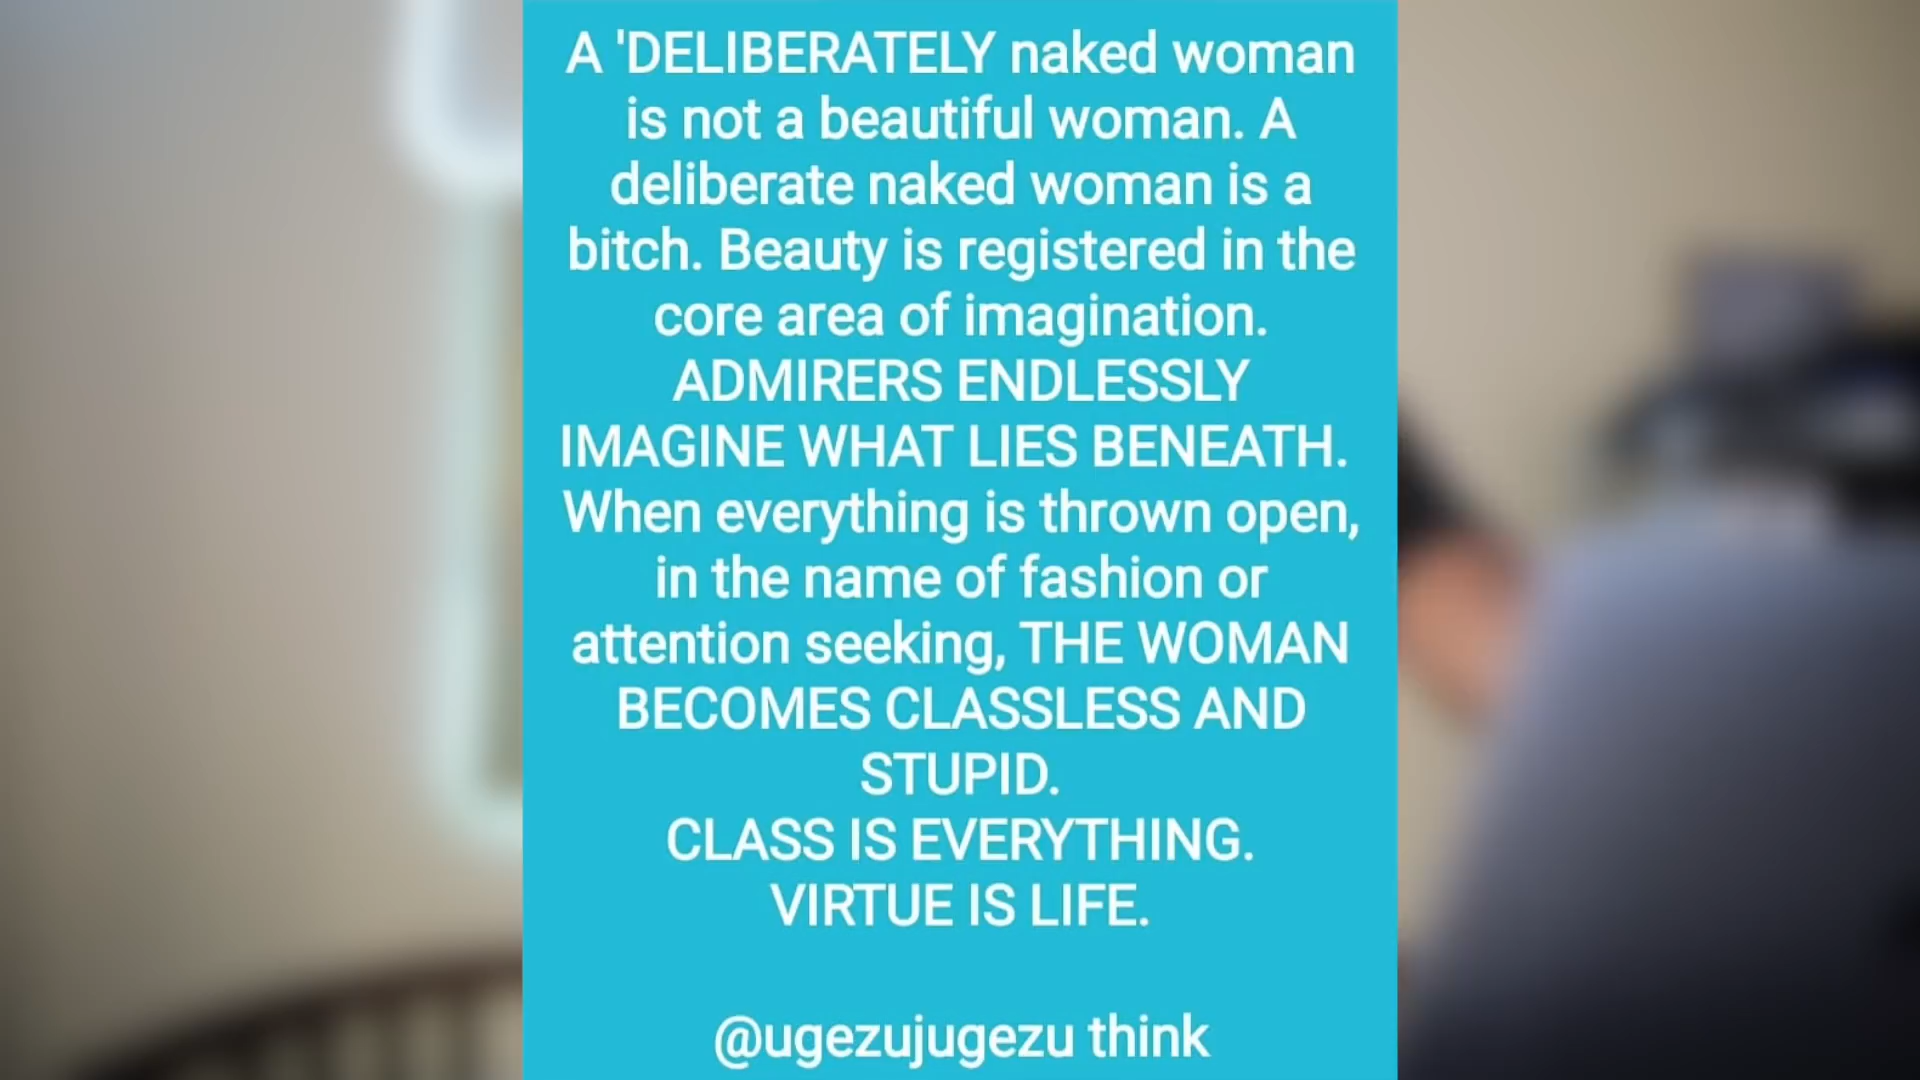 A 'DELIBERATELY naked woman
is not a beautiful woman. A
deliberate naked woman is a
bitch. Beauty is registered in the
core area of imagination.
ADMIRERS ENDLESSLY
IMAGINE WHAT LIES BENEATH.
When everything is thrown open,
in the name of fashion or
attention seeking, THE WOMAN
BECOMES CLASSLESS AND
STUPID.
CLASS IS EVERYTHING.
VIRTUE IS LIFE.
@ugezujugezu think